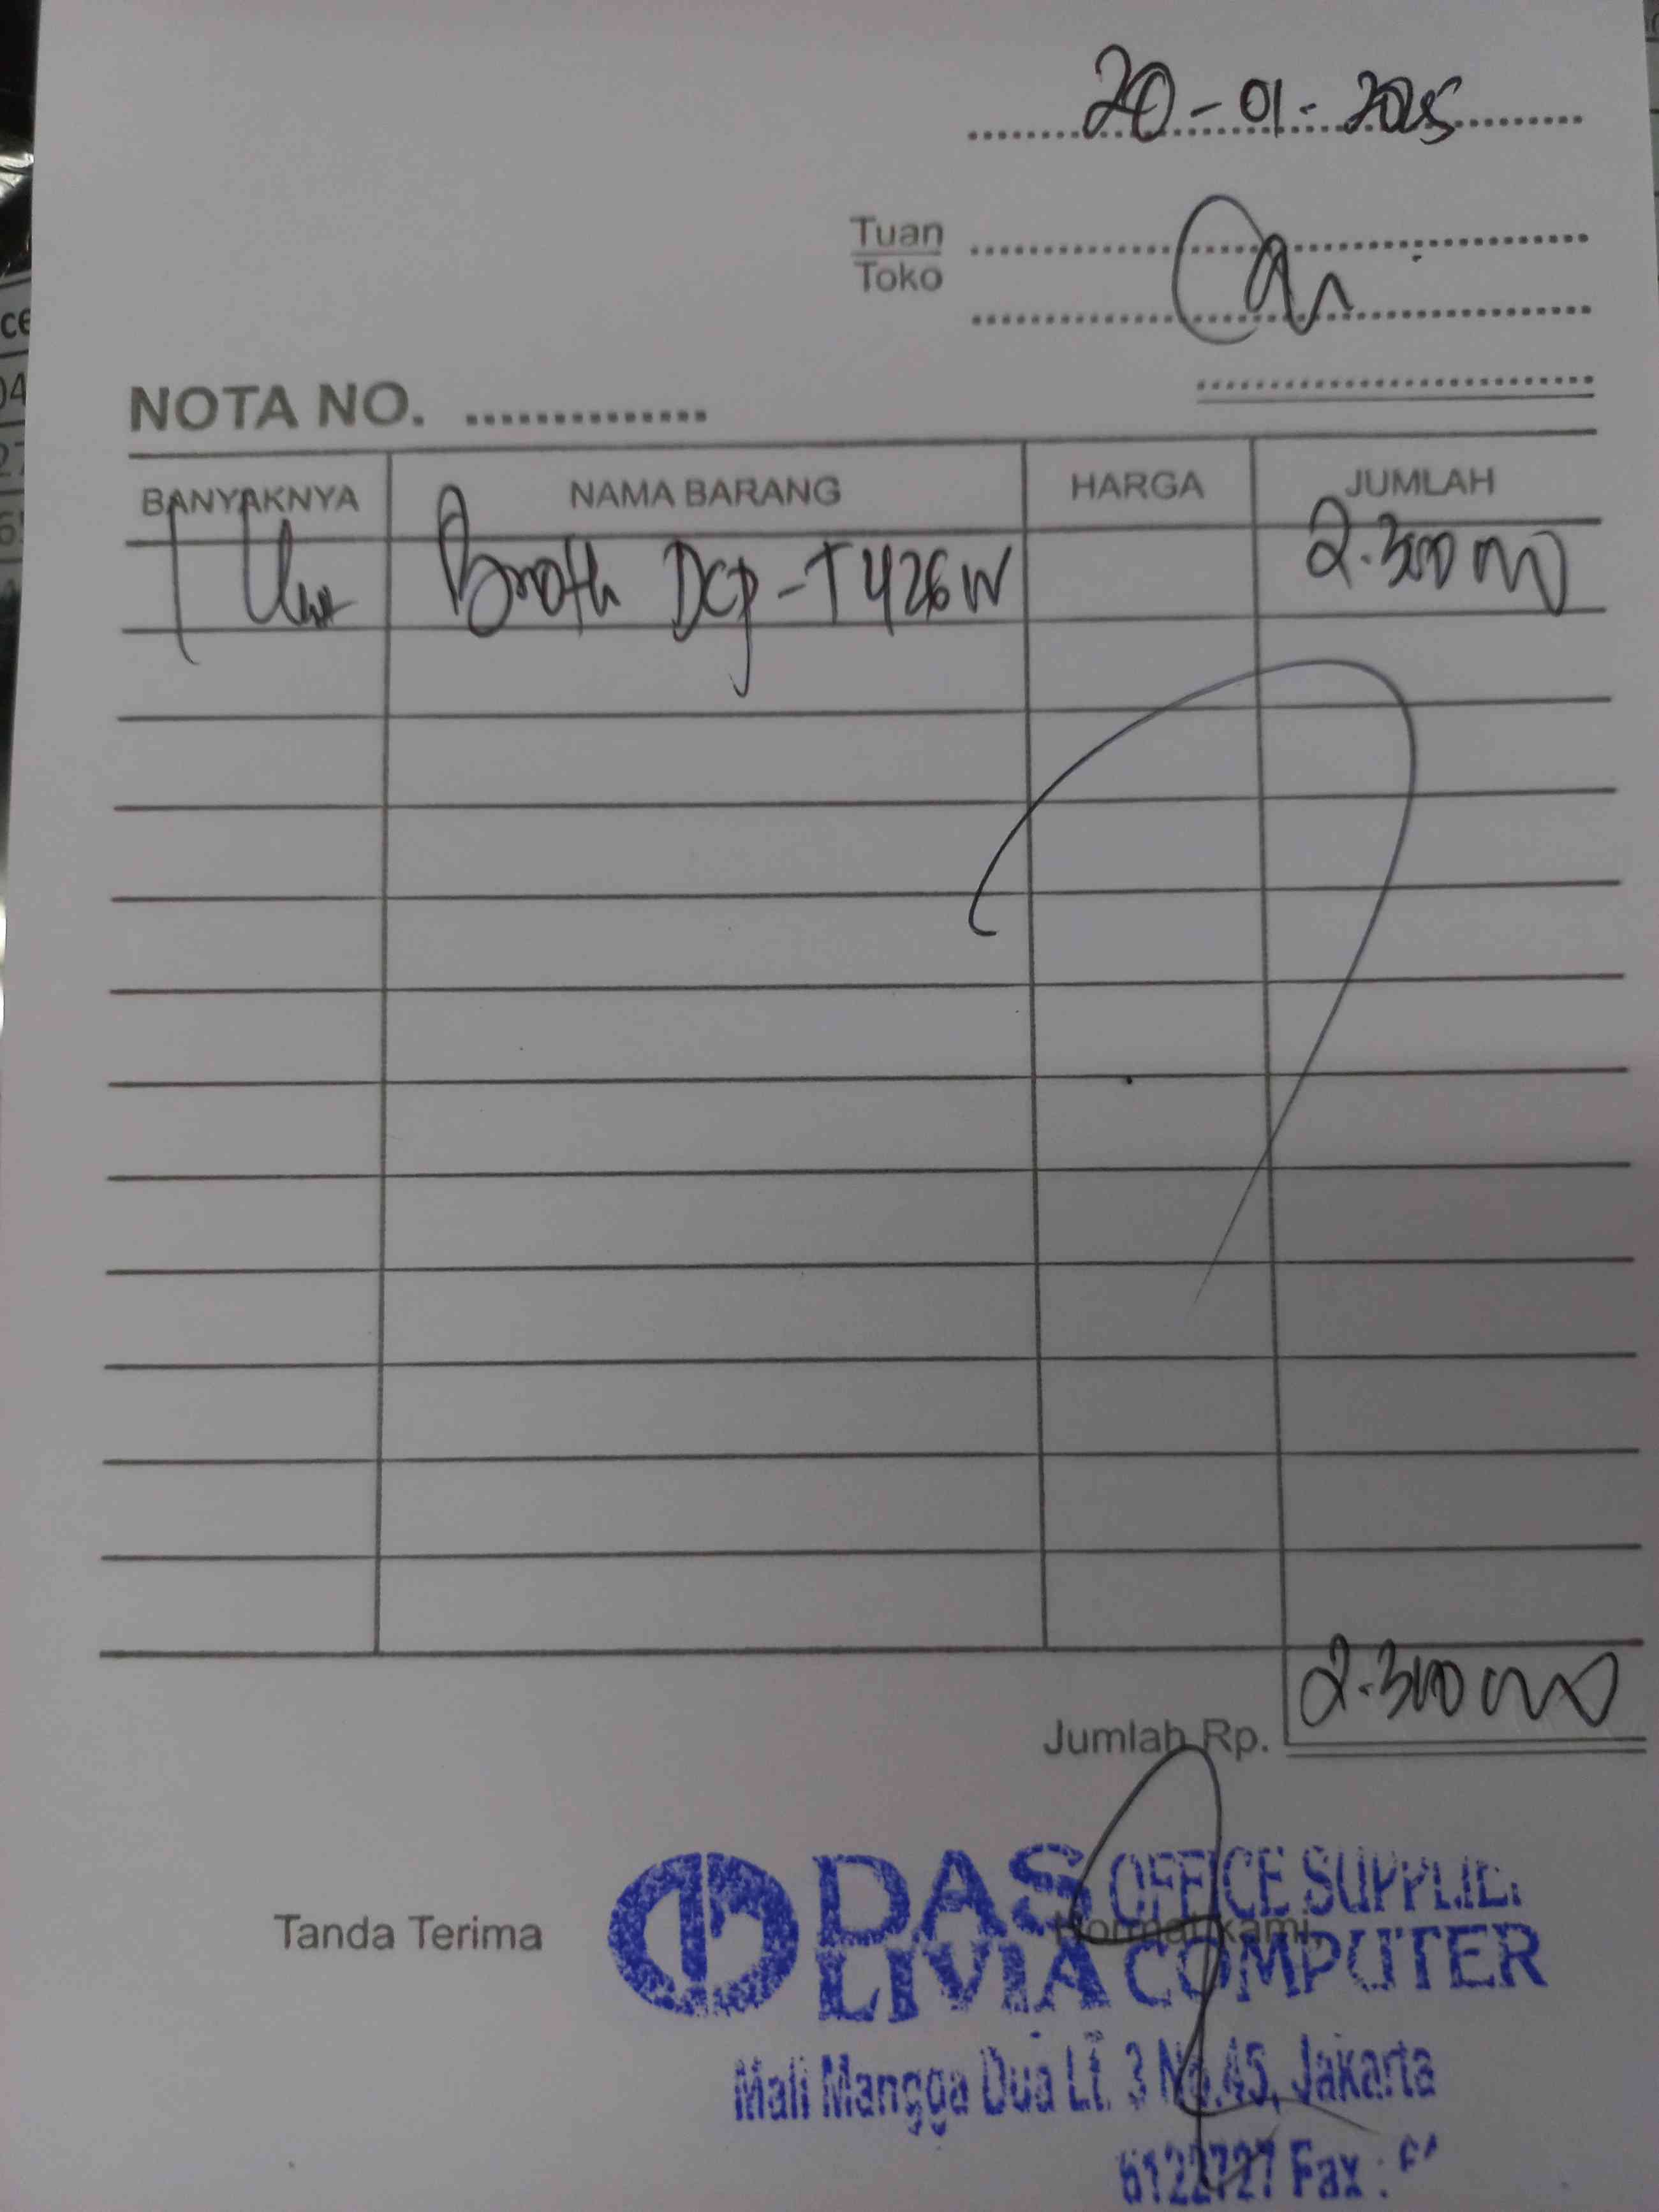 20-01-2025
Tuan
Toko
NOTA NO. ..............
BANYAKNYA NAMA BARANG HARGA JUMLAH
1 Unit Broth DCP-T426W 2.300.000
Jumlah Rp. 2.300.000
Tanda Terima Hormat kami
DAS OFFICE SUPPLIES
LIVIA COMPUTER
Mall Mangga Dua Lt. 3 No.45, Jakarta
6122727 Fax :